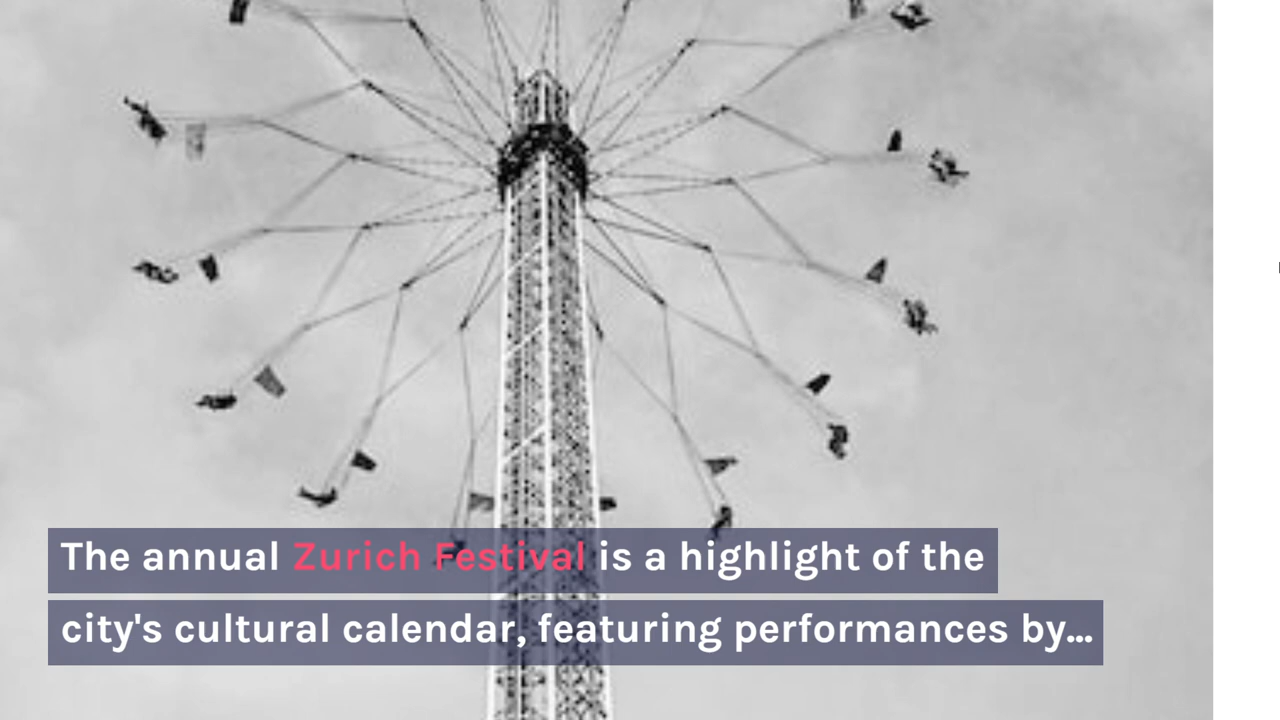 The annual Zurich Festival is a highlight of the
city's cultural calendar, featuring performances by...